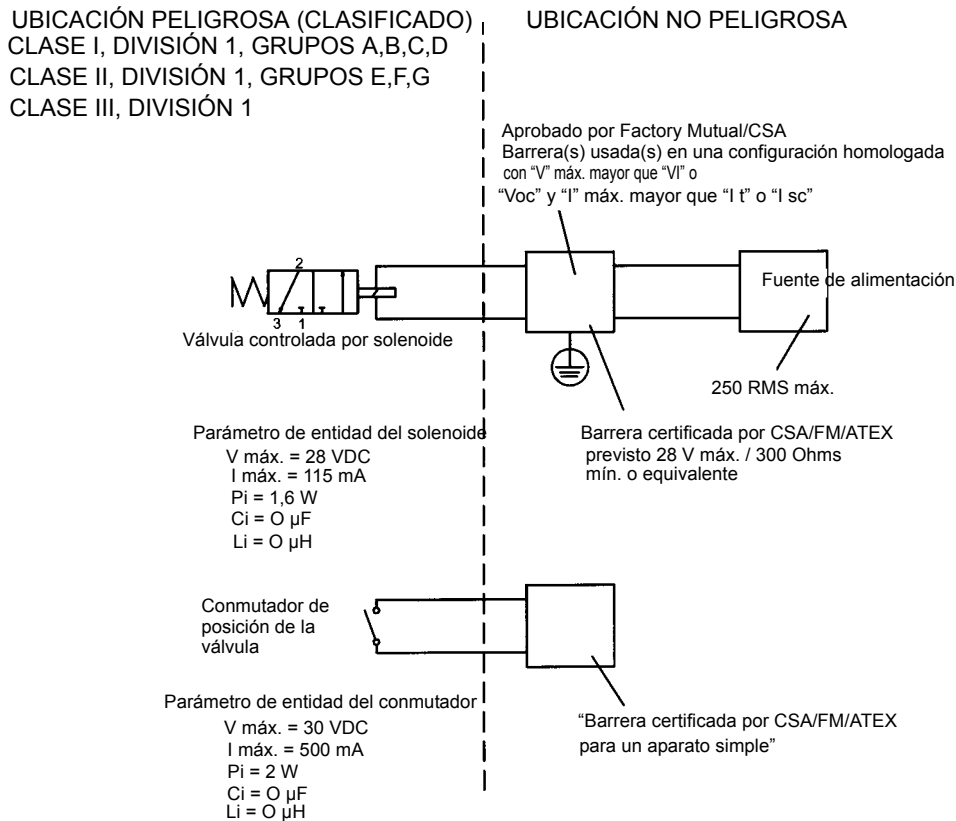 UBICACIÓN PELIGROSA (CLASIFICADO)
CLASE I, DIVISIÓN 1, GRUPOS A,B,C,D
CLASE II, DIVISIÓN 1, GRUPOS E,F,G
CLASE III, DIVISIÓN 1
UBICACIÓN NO PELIGROSA
Aprobado por Factory Mutual/CSA
Barrera(s) usada(s) en una configuración homologada
con “V” máx. mayor que “VI” o
“Voc” y “I” máx. mayor que “I t” o “I sc”
2
3 1
Válvula controlada por solenoide
Fuente de alimentación
250 RMS máx.
Parámetro de entidad del solenoide
V máx. = 28 VDC
I máx. = 115 mA
Pi = 1,6 W
Ci = O µF
Li = O µH
Barrera certificada por CSA/FM/ATEX
previsto 28 V máx. / 300 Ohms
mín. o equivalente
Conmutador de
posición de la
válvula
Parámetro de entidad del conmutador
V máx. = 30 VDC
I máx. = 500 mA
Pi = 2 W
Ci = O µF
Li = O µH
“Barrera certificada por CSA/FM/ATEX
para un aparato simple”